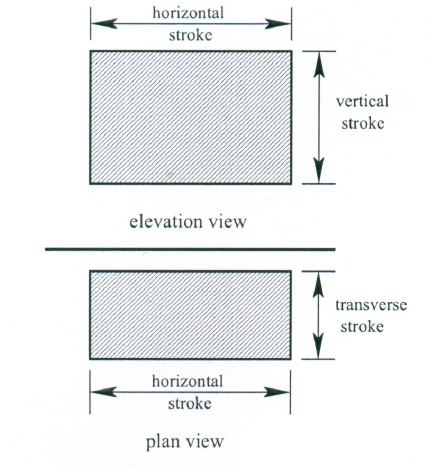 horizontal
stroke
vertical
stroke
elevation view
transverse
stroke
horizontal
stroke
plan view